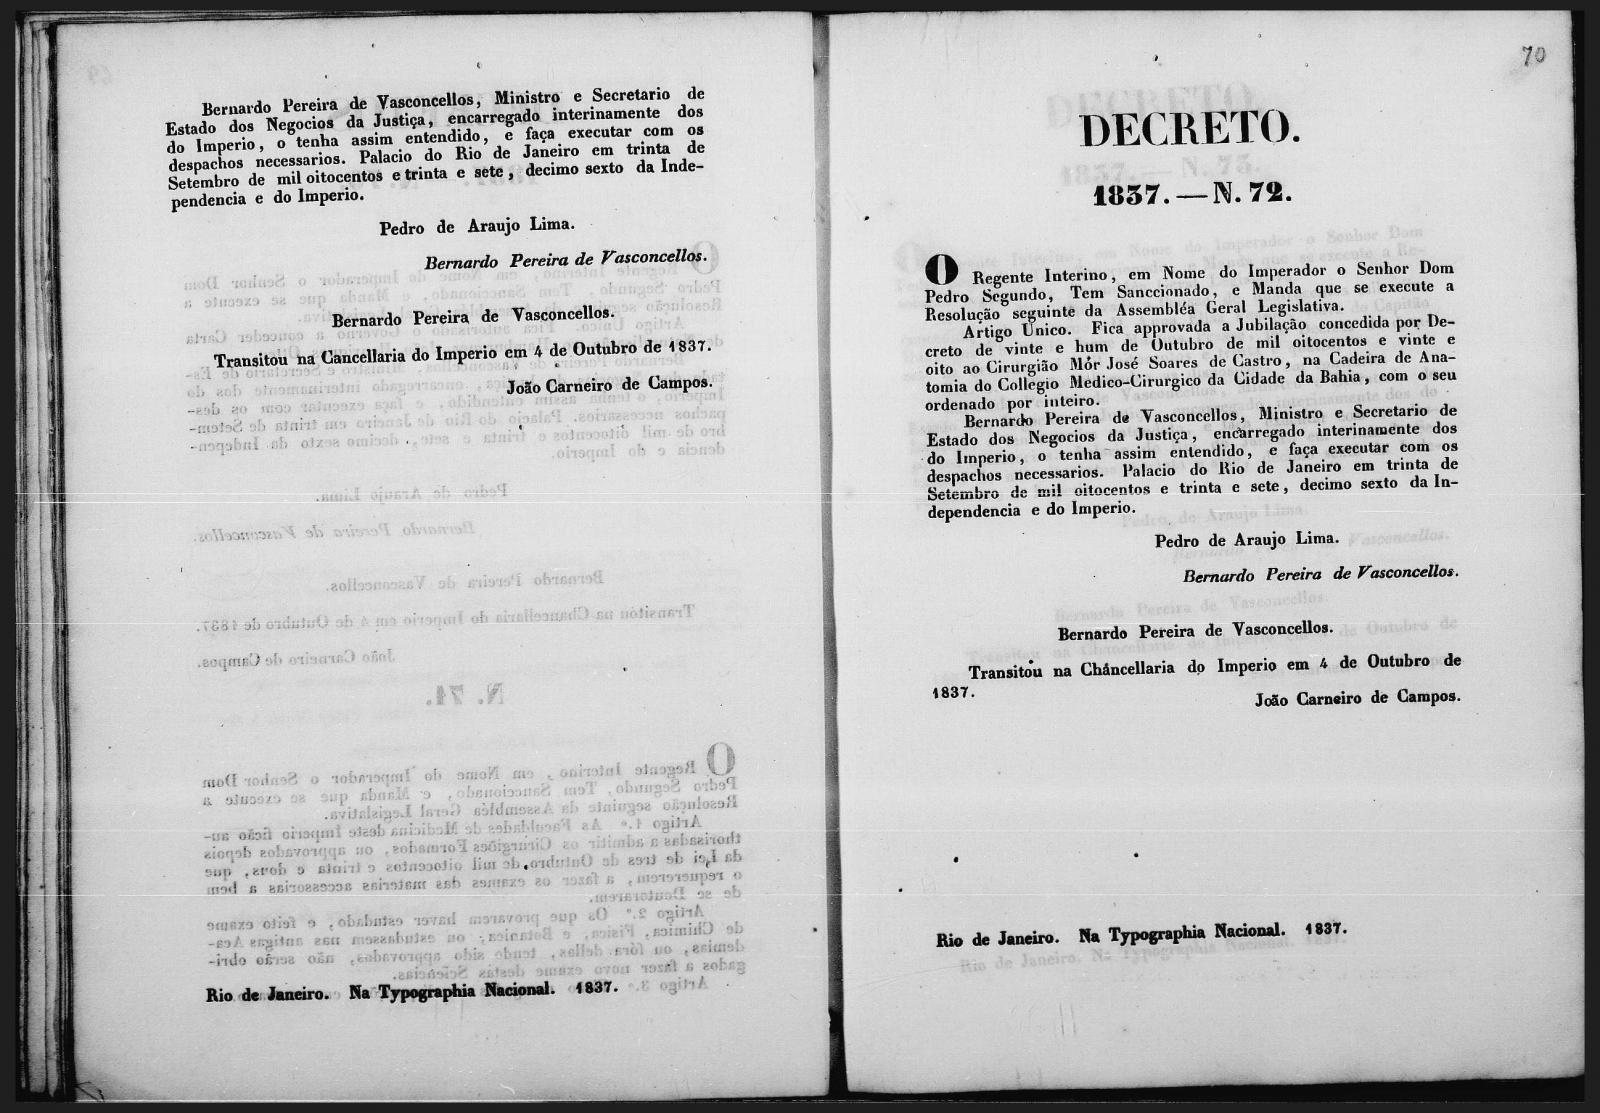 Bernardo Pereira de Vasconcellos, Ministro e Secretario de
Estado dos Negocios da Justiça, encarregado interinamente dos
do Imperio, o tenha assim entendido, e faça executar com os
despachos necessarios. Palacio do Rio de Janeiro em trinta de
Setembro de mil oitocentos e trinta e sete, decimo sexto da Inde-
pendencia e do Imperio.
Pedro de Araujo Lima.
Bernardo Pereira de Vasconcellos.
Bernardo Pereira de Vasconcellos.
Transitou na Cancellaria do Imperio em 4 de Outubro de 1837.
João Carneiro de Campos.
Rio de Janeiro. Na Typographia Nacional. 1837.
70
DECRETO.
1837.—N. 72.
O Regente Interino, em Nome do Imperador o Senhor Dom
Pedro Segundo, Tem Sanccionado, e Manda que se execute a
Resolução seguinte da Assembléa Geral Legislativa.
Artigo Unico. Fica approvada a Jubilação concedida por De-
creto de vinte e hum de Outubro de mil oitocentos e vinte e
oito ao Cirurgião Mór José Soares de Castro, na Cadeira de Ana-
tomia do Collegio Medico-Cirurgico da Cidade da Bahia, com o seu
ordenado por inteiro.
Bernardo Pereira de Vasconcellos, Ministro e Secretario de
Estado dos Negocios da Justiça, encarregado interinamente dos
do Imperio, o tenha assim entendido, e faça executar com os
despachos necessarios. Palacio do Rio de Janeiro em trinta de
Setembro de mil oitocentos e trinta e sete, decimo sexto da In-
dependencia e do Imperio.
Pedro de Araujo Lima.
Bernardo Pereira de Vasconcellos.
Bernardo Pereira de Vasconcellos.
Transitou na Chancellaria do Imperio em 4 de Outubro de
1837.
João Carneiro de Campos.
Rio de Janeiro. Na Typographia Nacional. 1837.